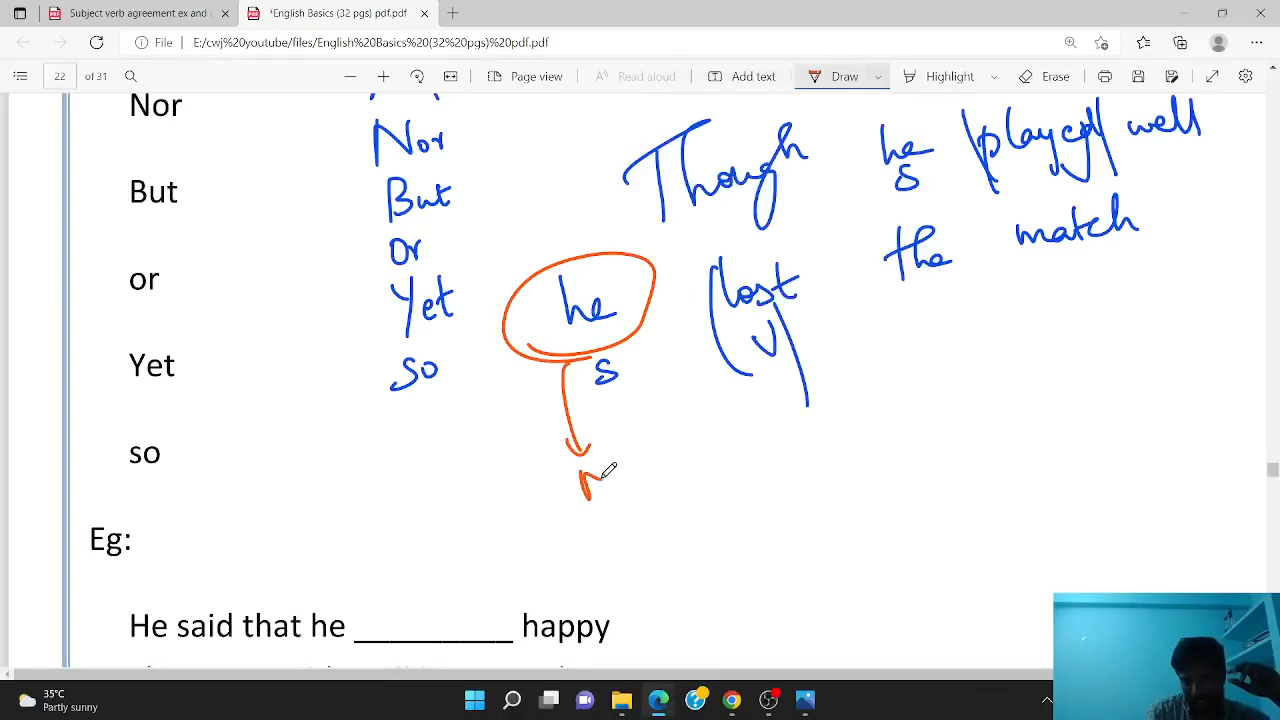 Subject verb agreement ex and
*English Basics (32 pgs) pdf.pdf
File E:/cwj%20youtube/files/English%20Basics(32%20pgs)%20pdf.pdf
22 of 31 Page view Read aloud Add text Draw Highlight Erase
Nor
But
or
Yet
so
Nor
But
or
Yet
so
Though he played well
s
he lost the match
s v
Eg:
He said that he _________ happy
35°C
Partly sunny